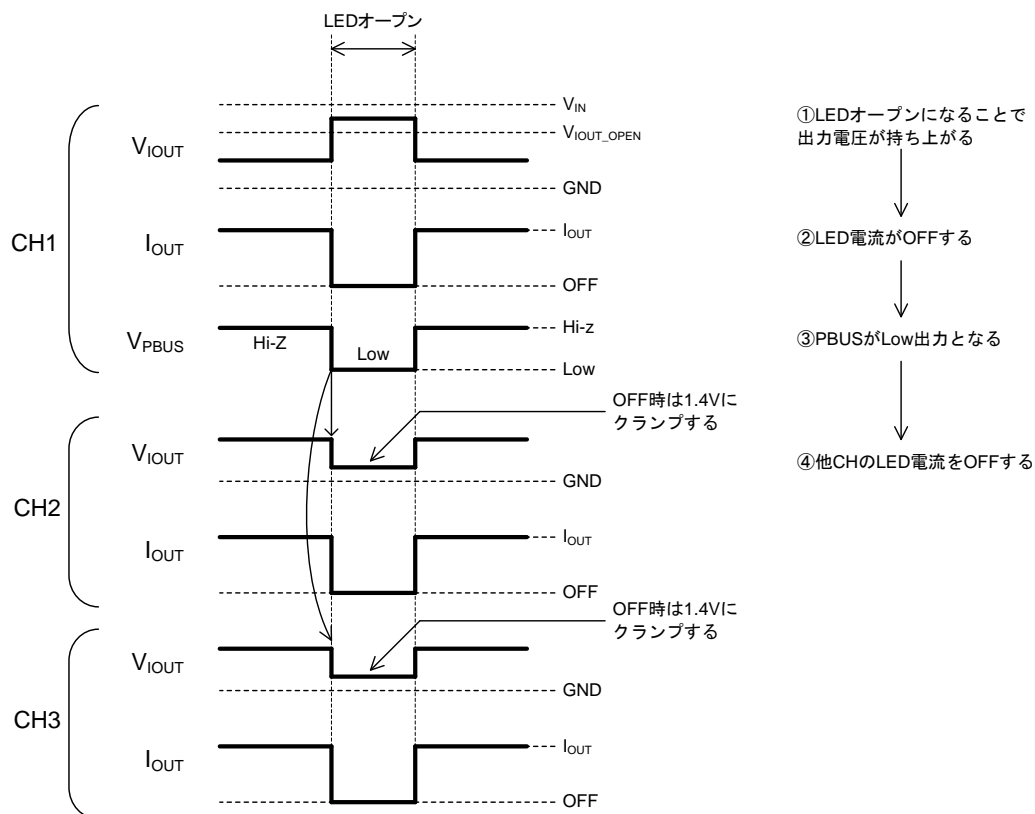 LEDオープン
CH1
VIOUT
VIN
VIOUT_OPEN
GND
IOUT
IOUT
OFF
VPBUS
Hi-Z
Low
Hi-z
Low
CH2
VIOUT
OFF時は1.4Vに
クランプする
GND
IOUT
IOUT
OFF
CH3
VIOUT
OFF時は1.4Vに
クランプする
GND
IOUT
IOUT
OFF
①LEDオープンになることで
出力電圧が持ち上がる
②LED電流がOFFする
③PBUSがLow出力となる
④他CHのLED電流をOFFする